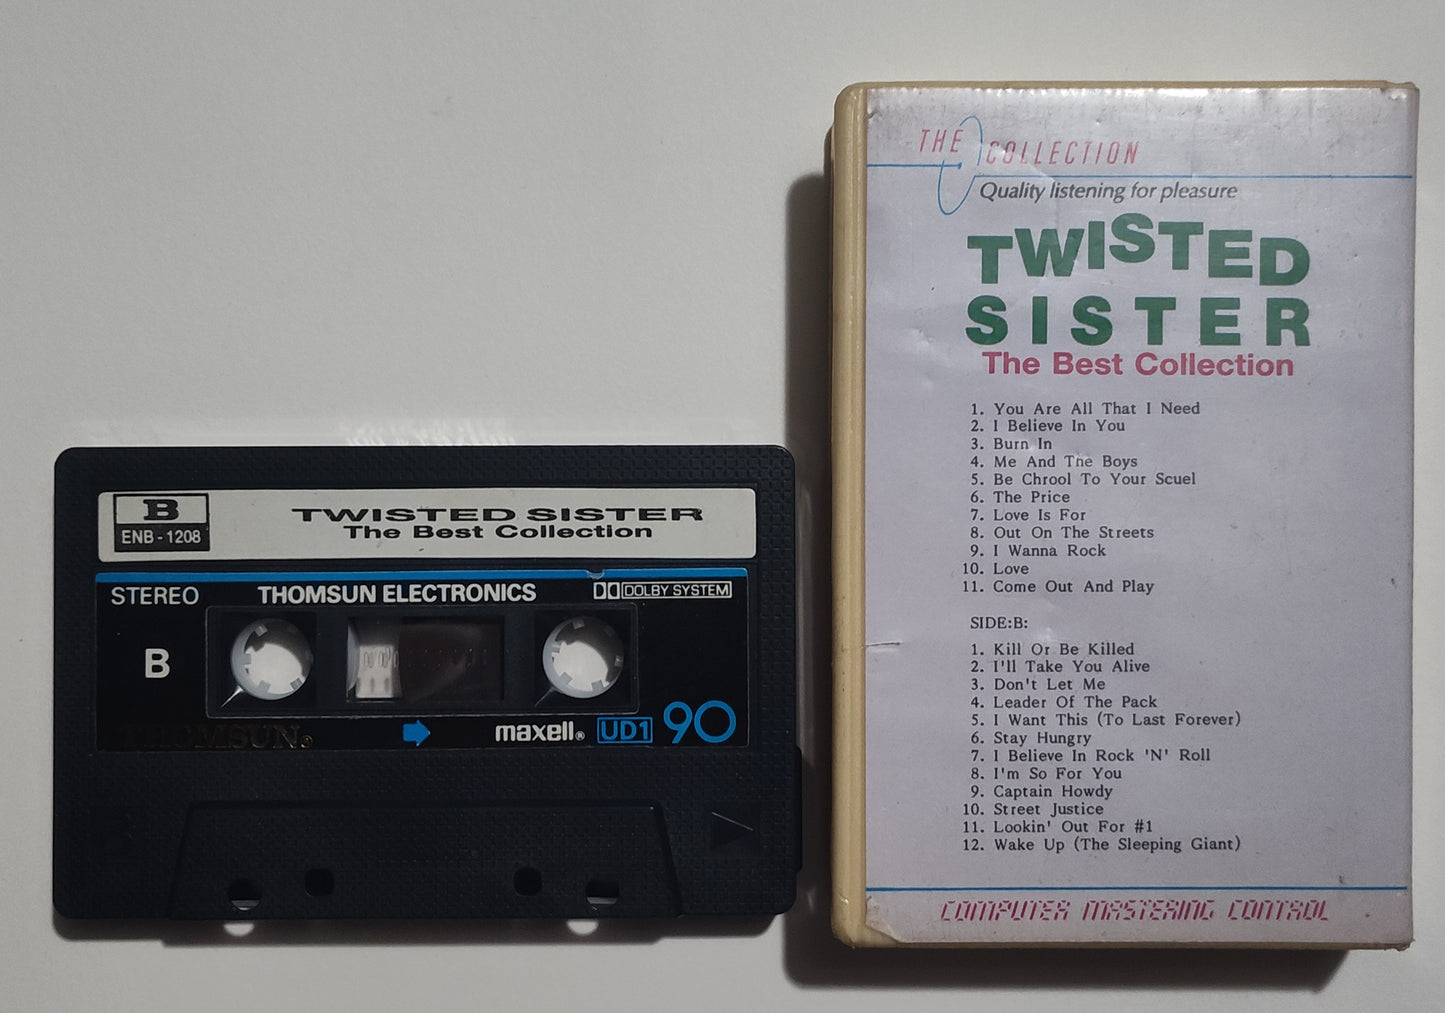 B
ENB - 1208
TWISTED SISTER
The Best Collection
STEREO
THOMSUN ELECTRONICS
DOLBY SYSTEM
B
THOMSUN®
maxell® UD1 90
THE COLLECTION
Quality listening for pleasure
TWISTED
SISTER
The Best Collection
1. You Are All That I Need
2. I Believe In You
3. Burn In
4. Me And The Boys
5. Be Chrool To Your Scuel
6. The Price
7. Love Is For
8. Out On The Streets
9. I Wanna Rock
10. Love
11. Come Out And Play
SIDE:B:
1. Kill Or Be Killed
2. I'll Take You Alive
3. Don't Let Me
4. Leader Of The Pack
5. I Want This (To Last Forever)
6. Stay Hungry
7. I Believe In Rock 'N' Roll
8. I'm So For You
9. Captain Howdy
10. Street Justice
11. Lookin' Out For #1
12. Wake Up (The Sleeping Giant)
COMPUTER MASTERING CONTROL